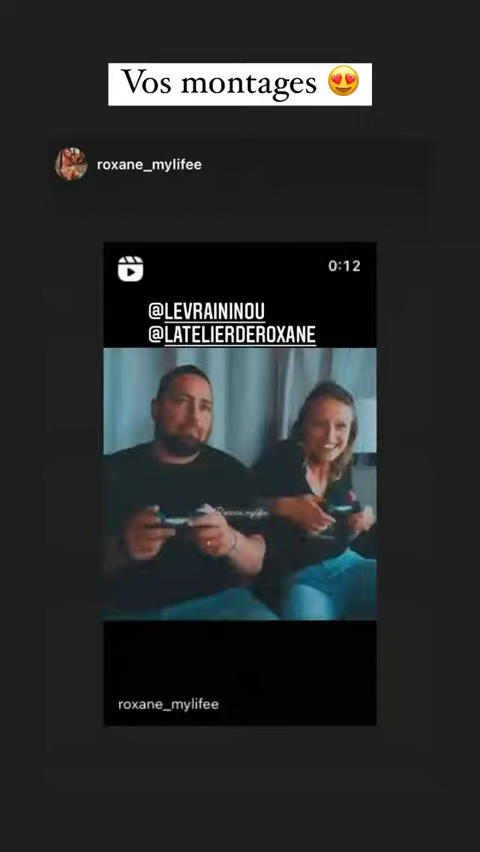 Vos montages 😍
roxane_mylifee
0:12
@LEVRAININOU
@LATELIERDEROXANE
roxane_mylifee